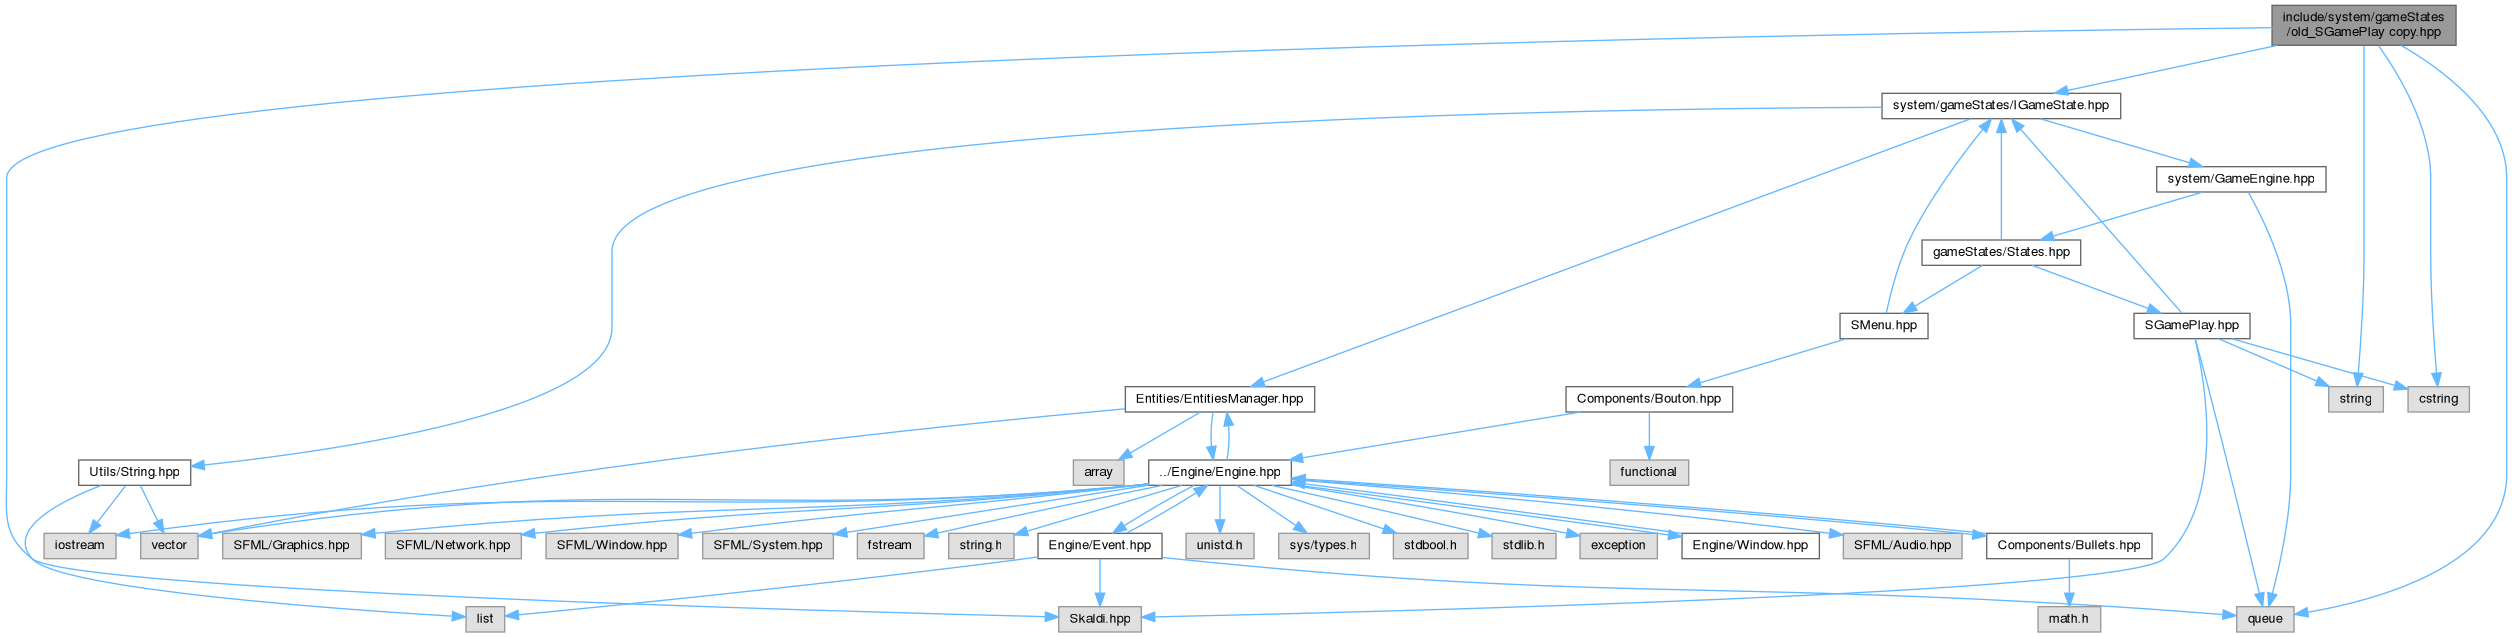 include/system/gameStates
/old_SGamePlay copy.hpp
system/gameStates/IGameState.hpp
system/GameEngine.hpp
gameStates/States.hpp
SMenu.hpp
SGamePlay.hpp
Entities/EntitiesManager.hpp
Components/Bouton.hpp
string
cstring
Utils/String.hpp
array
../Engine/Engine.hpp
functional
iostream
vector
SFML/Graphics.hpp
SFML/Network.hpp
SFML/Window.hpp
SFML/System.hpp
fstream
string.h
Engine/Event.hpp
unistd.h
sys/types.h
stdbool.h
stdlib.h
exception
Engine/Window.hpp
SFML/Audio.hpp
Components/Bullets.hpp
list
Skaldi.hpp
math.h
queue